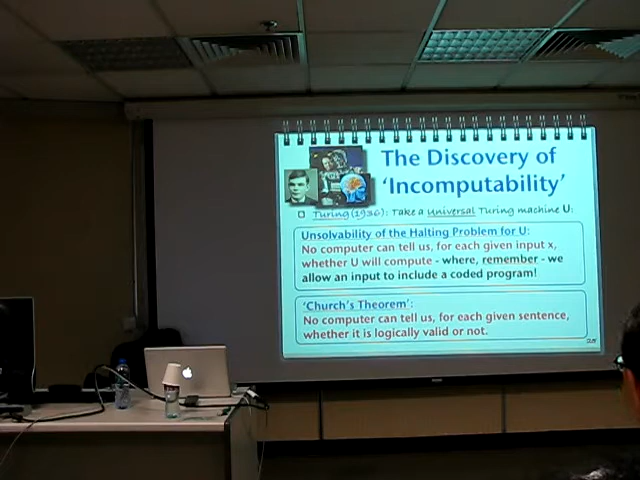 The Discovery of
'Incomputability'
Turing (1936): Take a universal Turing machine U:
Unsolvability of the Halting Problem for U:
No computer can tell us, for each given input x,
whether U will compute - where, remember - we
allow an input to include a coded program!
'Church's Theorem':
No computer can tell us, for each given sentence,
whether it is logically valid or not.